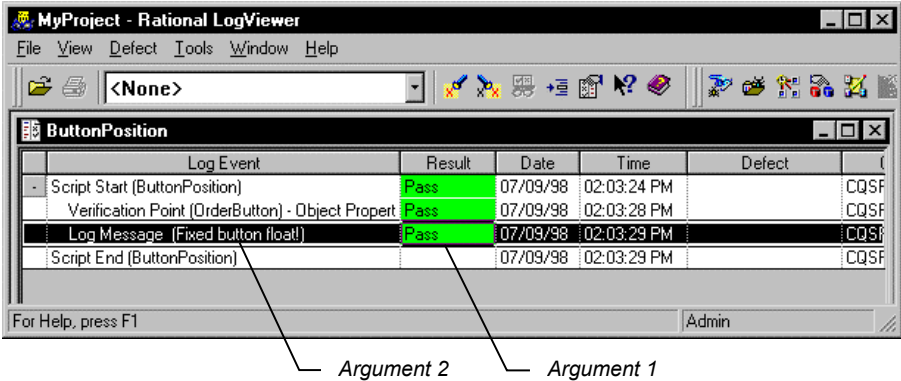 MyProject - Rational LogViewer
File View Defect Tools Window Help
<None>
ButtonPosition
Log Event Result Date Time Defect
- Script Start (ButtonPosition) Pass 07/09/98 02:03:24 PM CQSF
Verification Point (OrderButton) - Object Propert Pass 07/09/98 02:03:28 PM CQSF
Log Message (Fixed button float!) Pass 07/09/98 02:03:29 PM CQSF
Script End (ButtonPosition) 07/09/98 02:03:29 PM CQSF
For Help, press F1 Admin
Argument 2 Argument 1